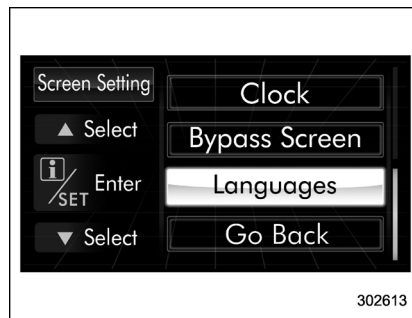 Screen Setting
▲ Select
i/SET Enter
▼ Select
Clock
Bypass Screen
Languages
Go Back
302613